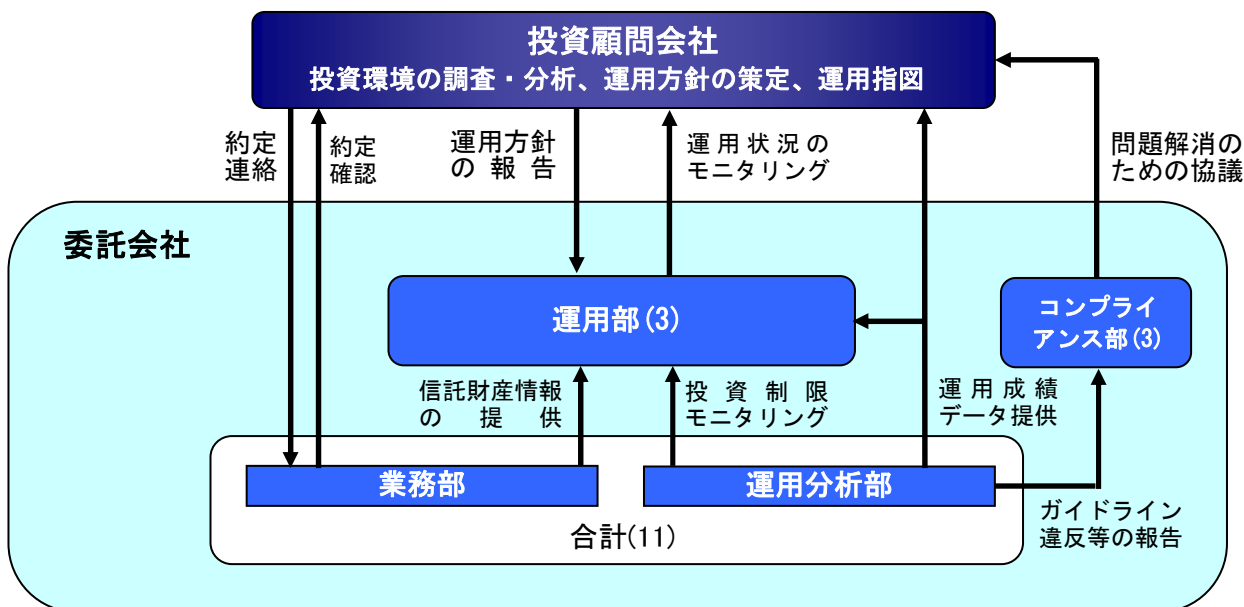 投資顧問会社
投資環境の調査・分析、運用方針の策定、運用指図
約定
連絡
約定
確認
運用方針
の報告
運用状況の
モニタリング
問題解消の
ための協議
委託会社
運用部(3)
コンプライ
アンス部(3)
信託財産情報
の提供
投資制限
モニタリング
運用成績
データ提供
業務部
運用分析部
合計(11)
ガイドライン
違反等の報告